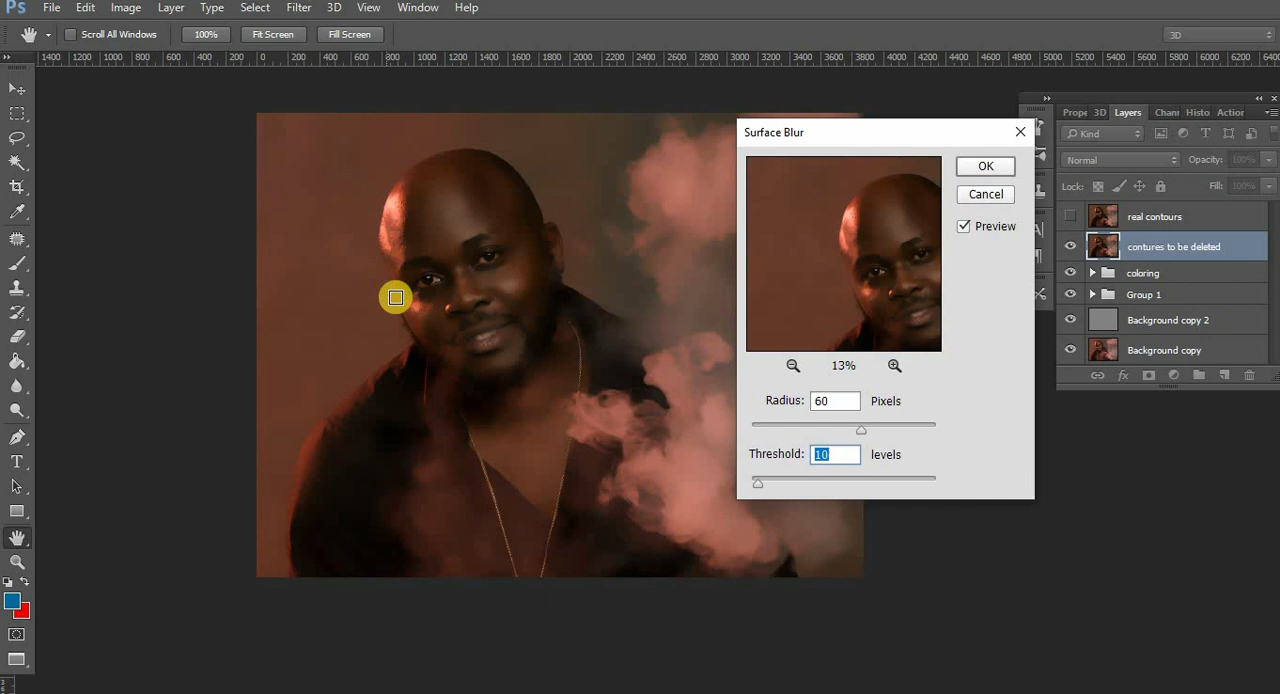 Ps File Edit Image Layer Type Select Filter 3D View Window Help
Scroll All Windows 100% Fit Screen Fill Screen 3D
1400 1200 1000 800 600 400 200 0 200 400 600 800 1000 1200 1400 1600 1800 2000 2200 2400 2600 2800 3000 3200 3400 3600 3800 4000 4200 4400 4600 4800 5000 5200 5400 5600 5800 6000 6200 6400
Prope 3D Layers Chann Histo Action
Surface Blur
Kind T
OK
Normal Opacity: 100%
Lock: Fill: 100%
Cancel
real contours
Preview
contures to be deleted
coloring
Group 1
Background copy 2
Background copy
13%
fx
Radius: 60 Pixels
Threshold: 10 levels
T